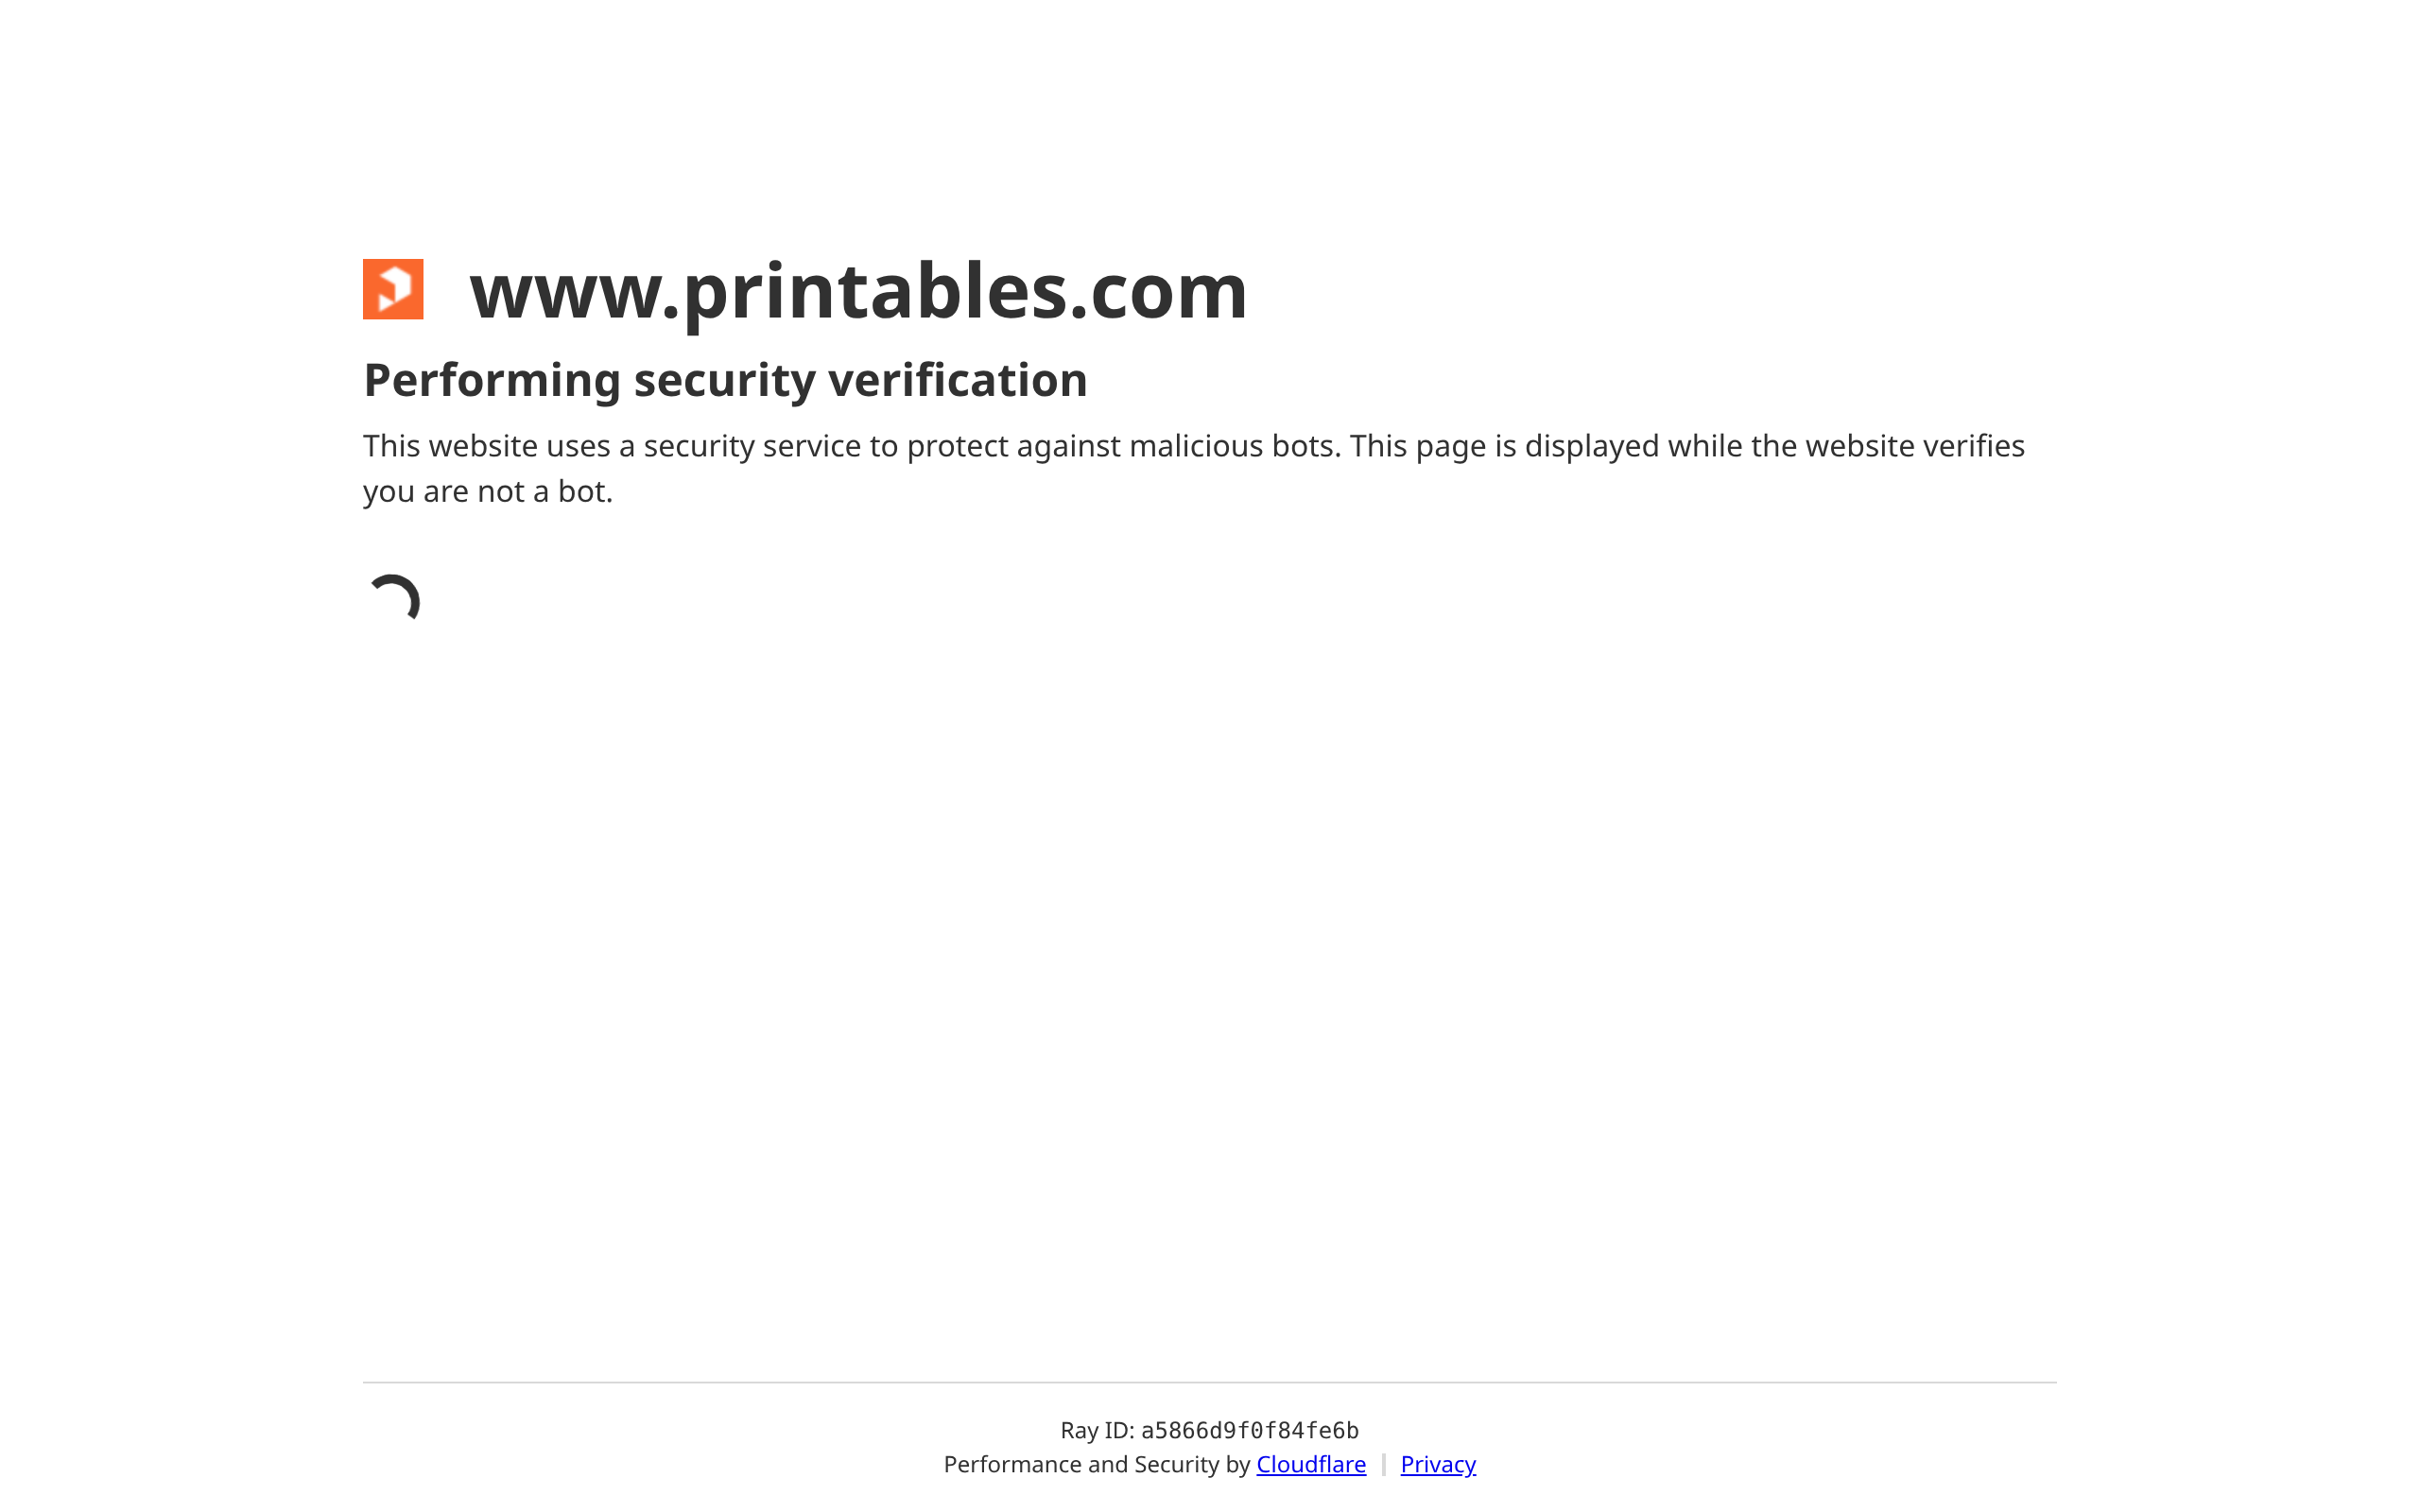 www.printables.com
Performing security verification
This website uses a security service to protect against malicious bots. This page is displayed while the website verifies
you are not a bot.
Ray ID: a5866d9f0f84fe6b
Performance and Security by Cloudflare | Privacy